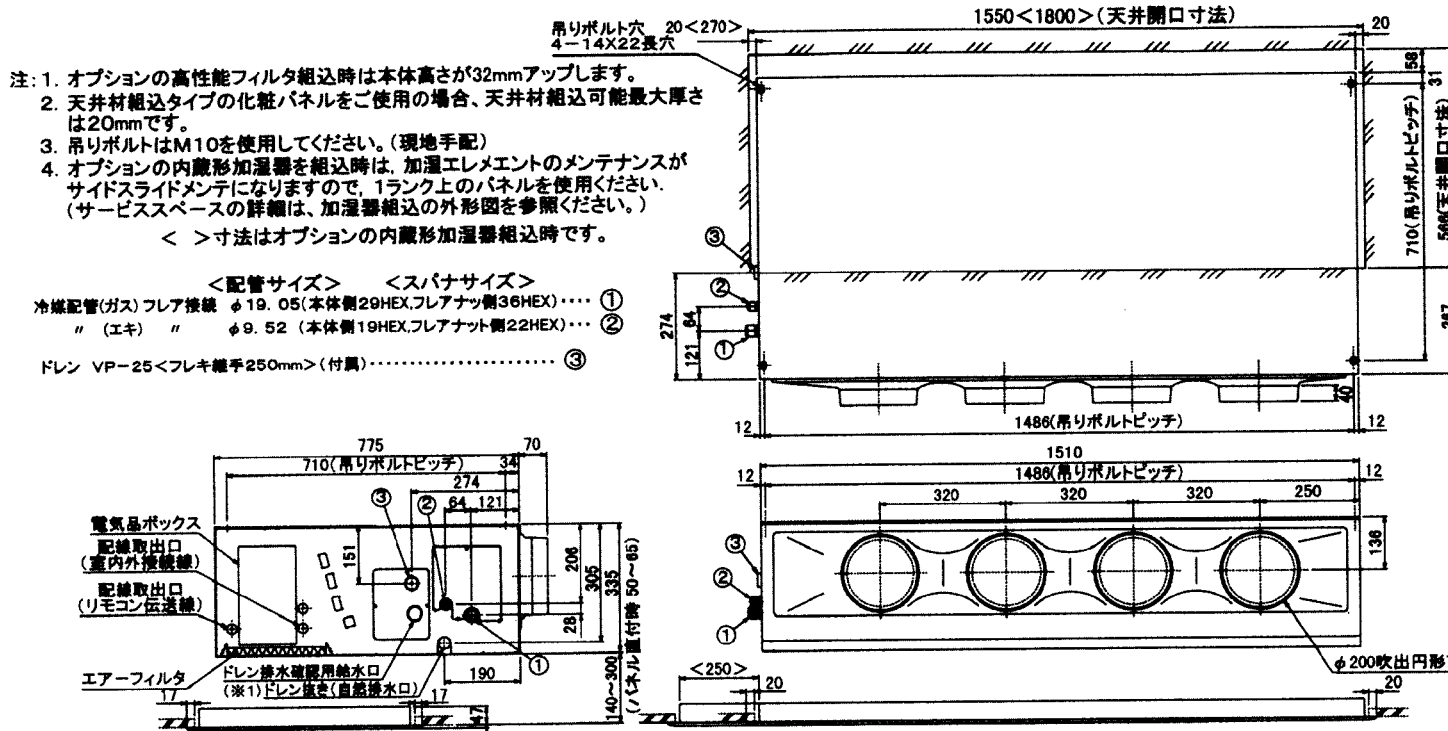 吊りボルト穴 20<270>
4-14X22長穴
1550<1800>(天井開口寸法)
20
注:1. オプションの高性能フィルタ組込時は本体高さが32mmアップします。
2. 天井材組込タイプの化粧パネルをご使用の場合、天井材組込可能最大厚さ
は20mmです。
3. 吊りボルトはM10を使用してください。(現地手配)
4. オプションの内蔵形加湿器を組込時は, 加湿エレメエントのメンテナンスが
サイドスライドメンテになりますので, 1ランク上のパネルを使用ください.
(サービススペースの詳細は、加湿器組込の外形図を参照ください。)
< >寸法はオプションの内蔵形加湿器組込時です。
<配管サイズ> <スパナサイズ>
冷媒配管(ガス)フレア接続 φ19.05(本体側29HEX,フレアナッ側36HEX)‥‥ ①
〃 (エキ) 〃 φ9.52 (本体側19HEX,フレアナット側22HEX)‥‥ ②
ドレン VP-25<フレキ継手250mm>(付属)‥‥‥‥‥‥‥‥‥‥ ③
58
31
710(吊りボルトピッチ)
③
②
①
274
64
121
40
12
1486(吊りボルトピッチ)
12
775
70
710(吊りボルトピッチ)
34
274
③
②
64
121
電気品ボックス
配線取出口
(室内外接続線)
配線取出口
(リモコン伝送線)
エアーフィルタ
151
206
28
305
335
①
ドレン排水確認用給水口
(※1)ドレン抜き(自然排水口)
190
17
17
47
140~300
(パネル直付時 50~65)
1510
12
1486(吊りボルトピッチ)
12
320
320
320
250
136
③
②
①
φ200吹出円形
<250>
20
20